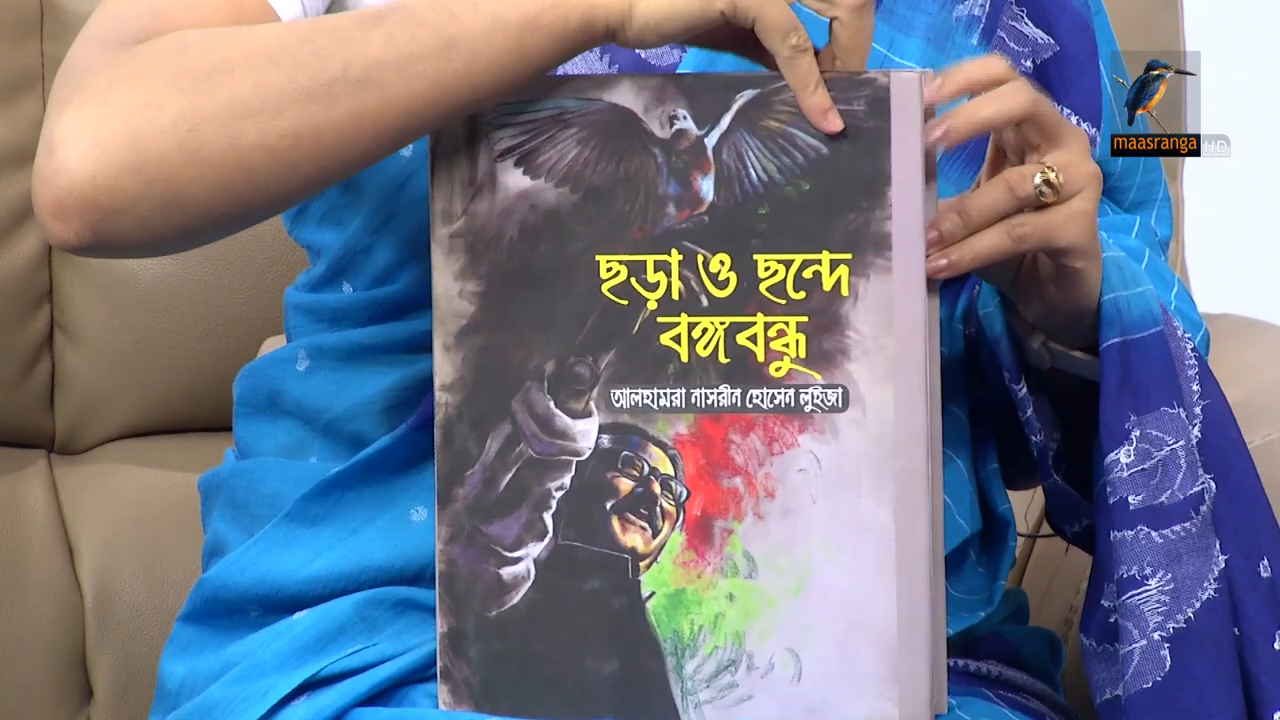 ছড়া ও ছন্দে
বঙ্গবন্ধু
আলহামরা নাসরীন হোসেন লুইজা
maasranga HD